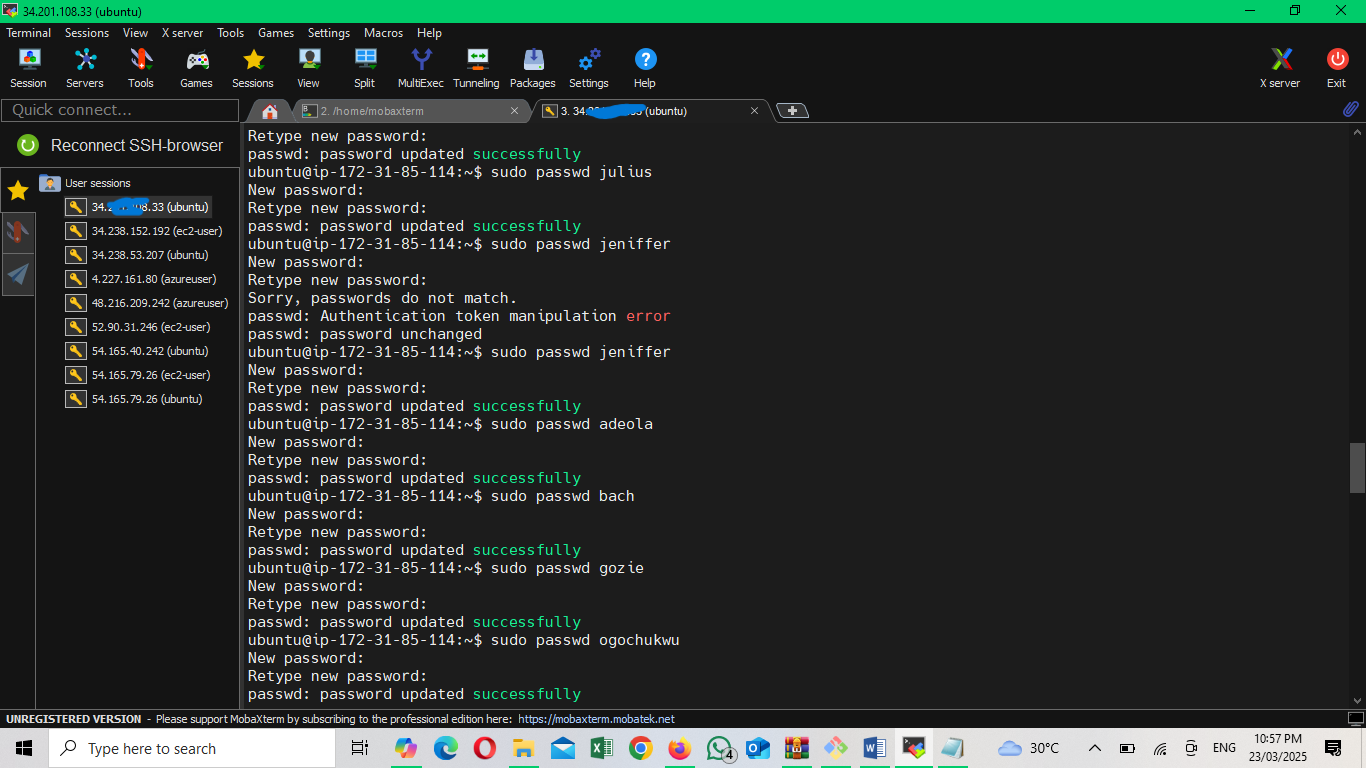 34.201.108.33 (ubuntu)
Terminal Sessions View X server Tools Games Settings Macros Help
Session Servers Tools Games Sessions View Split MultiExec Tunneling Packages Settings Help X server Exit
Quick connect...
2. /home/mobaxterm
3. 34. (ubuntu)
Reconnect SSH-browser
User sessions
34. 8.33 (ubuntu)
34.238.152.192 (ec2-user)
34.238.53.207 (ubuntu)
4.227.161.80 (azureuser)
48.216.209.242 (azureuser)
52.90.31.246 (ec2-user)
54.165.40.242 (ubuntu)
54.165.79.26 (ec2-user)
54.165.79.26 (ubuntu)
Retype new password:
passwd: password updated successfully
ubuntu@ip-172-31-85-114:~$ sudo passwd julius
New password:
Retype new password:
passwd: password updated successfully
ubuntu@ip-172-31-85-114:~$ sudo passwd jeniffer
New password:
Retype new password:
Sorry, passwords do not match.
passwd: Authentication token manipulation error
passwd: password unchanged
ubuntu@ip-172-31-85-114:~$ sudo passwd jeniffer
New password:
Retype new password:
passwd: password updated successfully
ubuntu@ip-172-31-85-114:~$ sudo passwd adeola
New password:
Retype new password:
passwd: password updated successfully
ubuntu@ip-172-31-85-114:~$ sudo passwd bach
New password:
Retype new password:
passwd: password updated successfully
ubuntu@ip-172-31-85-114:~$ sudo passwd gozie
New password:
Retype new password:
passwd: password updated successfully
ubuntu@ip-172-31-85-114:~$ sudo passwd ogochukwu
New password:
Retype new password:
passwd: password updated successfully
UNREGISTERED VERSION - Please support MobaXterm by subscribing to the professional edition here: https://mobaxterm.mobatek.net
Type here to search
4
30°C
ENG
10:57 PM
23/03/2025